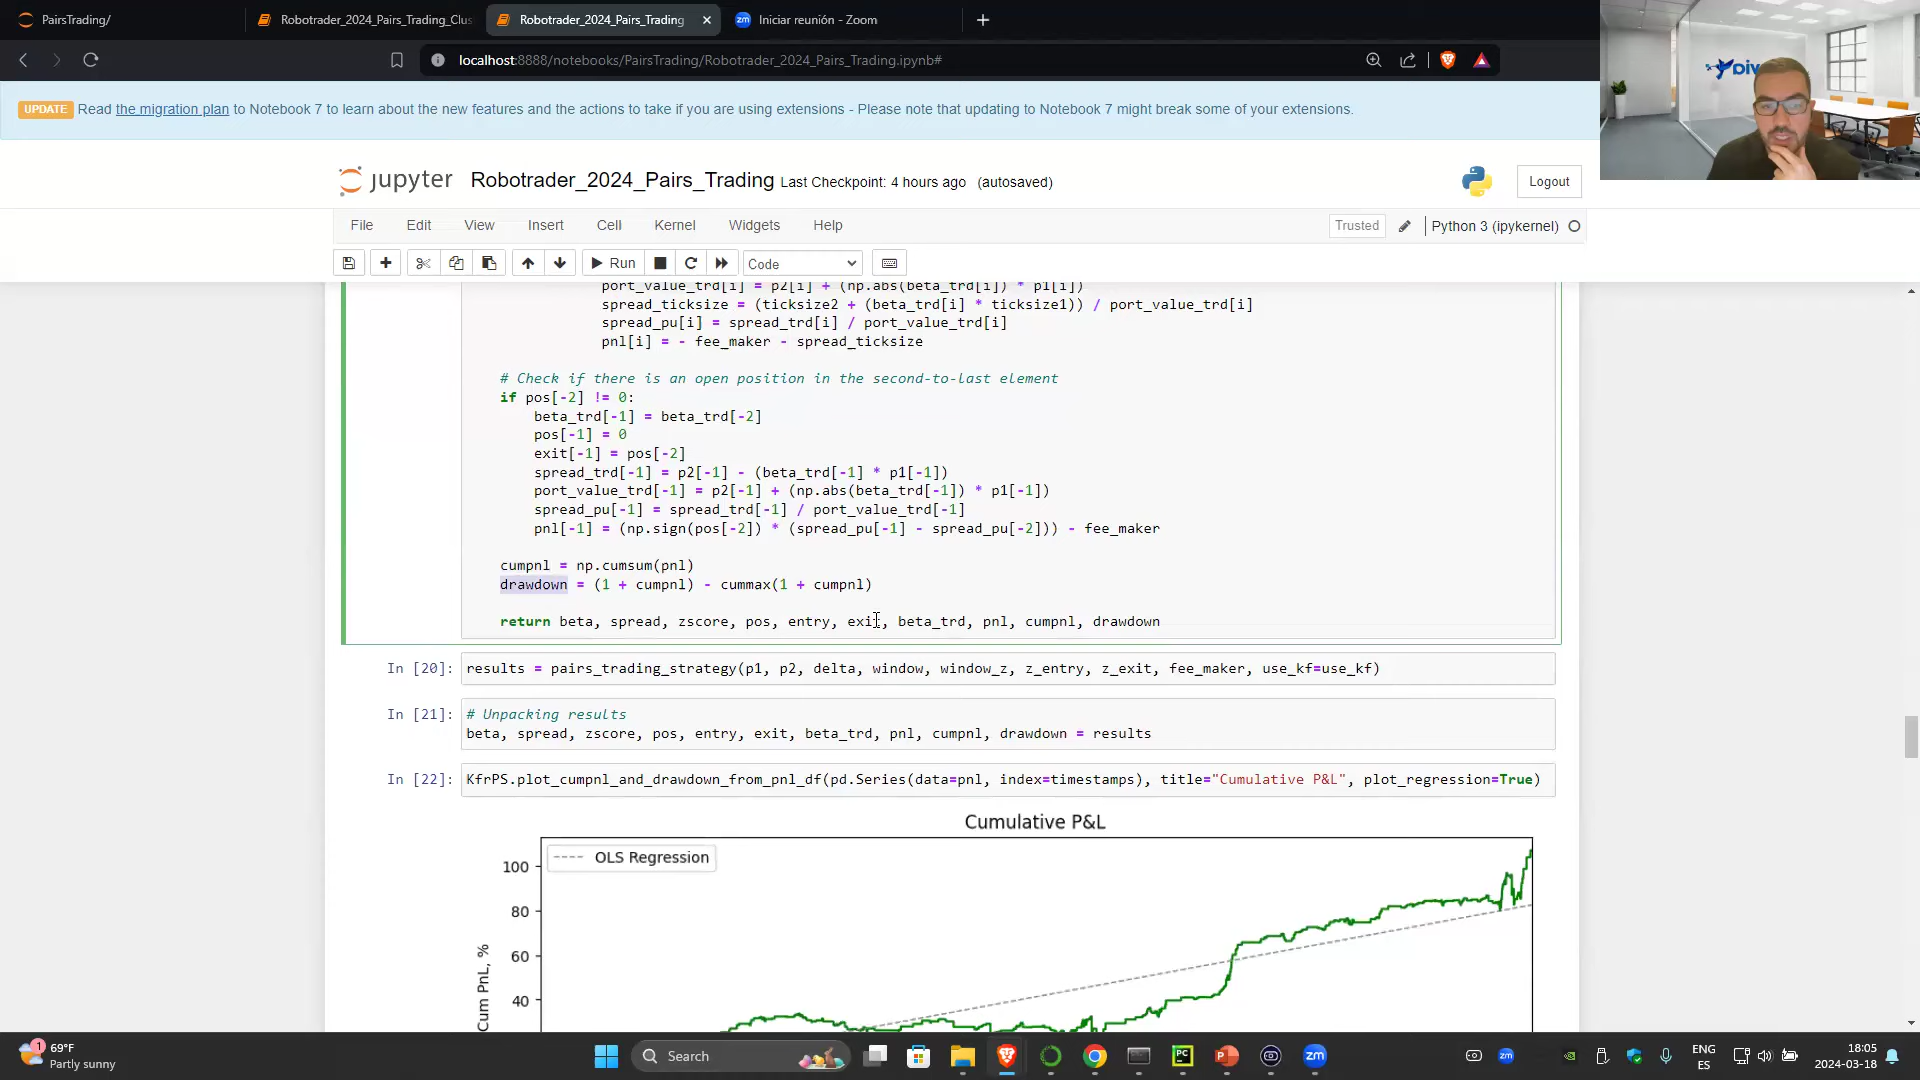 PairsTrading/
Robotrader_2024_Pairs_Trading_Clus
Robotrader_2024_Pairs_Trading
zm Iniciar reunión - Zoom
localhost:8888/notebooks/PairsTrading/Robotrader_2024_Pairs_Trading.ipynb#
UPDATE Read the migration plan to Notebook 7 to learn about the new features and the actions to take if you are using extensions - Please note that updating to Notebook 7 might break some of your extensions.
jupyter Robotrader_2024_Pairs_Trading Last Checkpoint: 4 hours ago (autosaved)
Logout
File Edit View Insert Cell Kernel Widgets Help
Trusted Python 3 (ipykernel)
Run Code
port_value_trd[i] = p2[i] + (np.abs(beta_trd[i]) * p1[i])
spread_ticksize = (ticksize2 + (beta_trd[i] * ticksize1)) / port_value_trd[i]
spread_pu[i] = spread_trd[i] / port_value_trd[i]
pnl[i] = - fee_maker - spread_ticksize
# Check if there is an open position in the second-to-last element
if pos[-2] != 0:
beta_trd[-1] = beta_trd[-2]
pos[-1] = 0
exit[-1] = pos[-2]
spread_trd[-1] = p2[-1] - (beta_trd[-1] * p1[-1])
port_value_trd[-1] = p2[-1] + (np.abs(beta_trd[-1]) * p1[-1])
spread_pu[-1] = spread_trd[-1] / port_value_trd[-1]
pnl[-1] = (np.sign(pos[-2]) * (spread_pu[-1] - spread_pu[-2])) - fee_maker
cumpnl = np.cumsum(pnl)
drawdown = (1 + cumpnl) - cummax(1 + cumpnl)
return beta, spread, zscore, pos, entry, exit, beta_trd, pnl, cumpnl, drawdown
In [20]: results = pairs_trading_strategy(p1, p2, delta, window, window_z, z_entry, z_exit, fee_maker, use_kf=use_kf)
In [21]: # Unpacking results
beta, spread, zscore, pos, entry, exit, beta_trd, pnl, cumpnl, drawdown = results
In [22]: KfrPS.plot_cumpnl_and_drawdown_from_pnl_df(pd.Series(data=pnl, index=timestamps), title="Cumulative P&L", plot_regression=True)
Cumulative P&L
OLS Regression
100
80
60
40
Cum PnL, %
1
69°F
Partly sunny
Search
PC
zm
zm
ENG
ES
18:05
2024-03-18